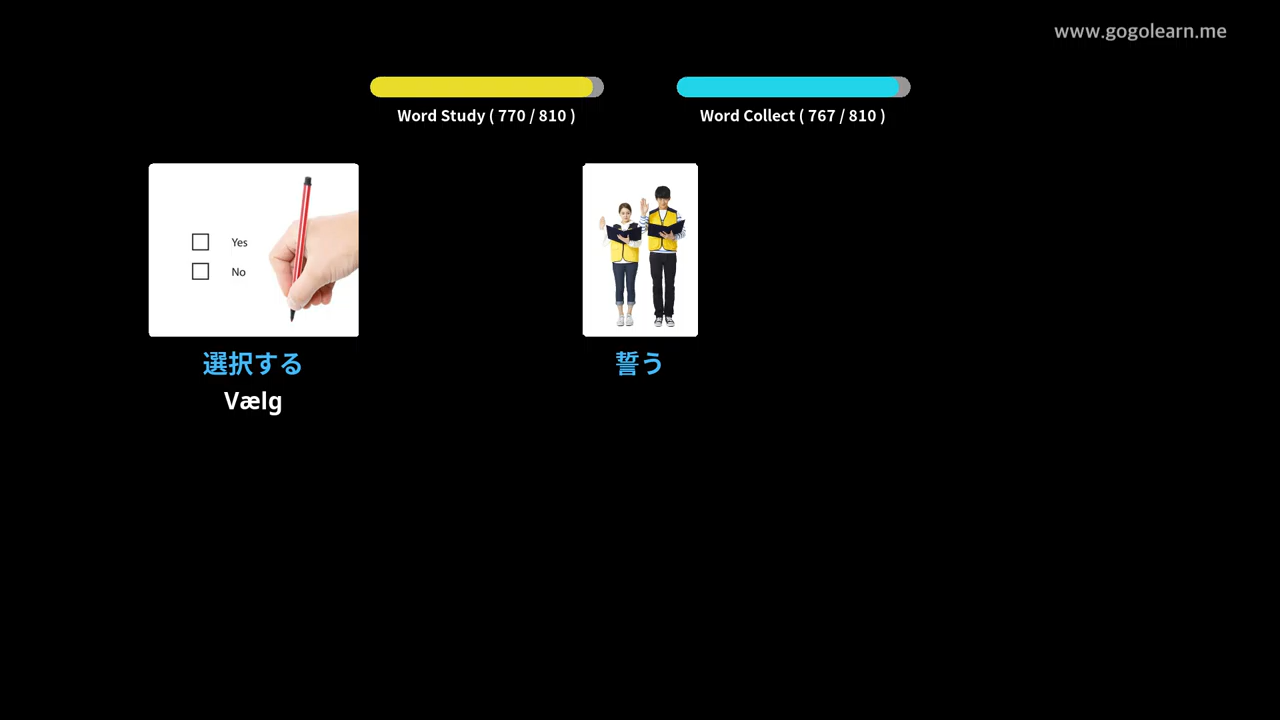 www.gogolearn.me
Word Study ( 770 / 810 )
Word Collect ( 767 / 810 )
Yes
No
選択する
Vælg
誓う